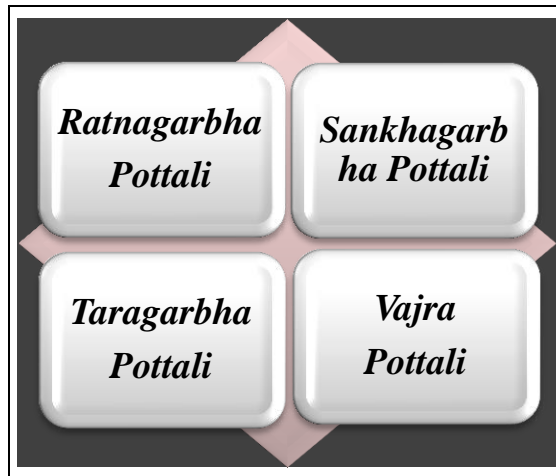 Ratnagarbha
Pottali
Sankhagarb
ha Pottali
Taragarbha
Pottali
Vajra
Pottali